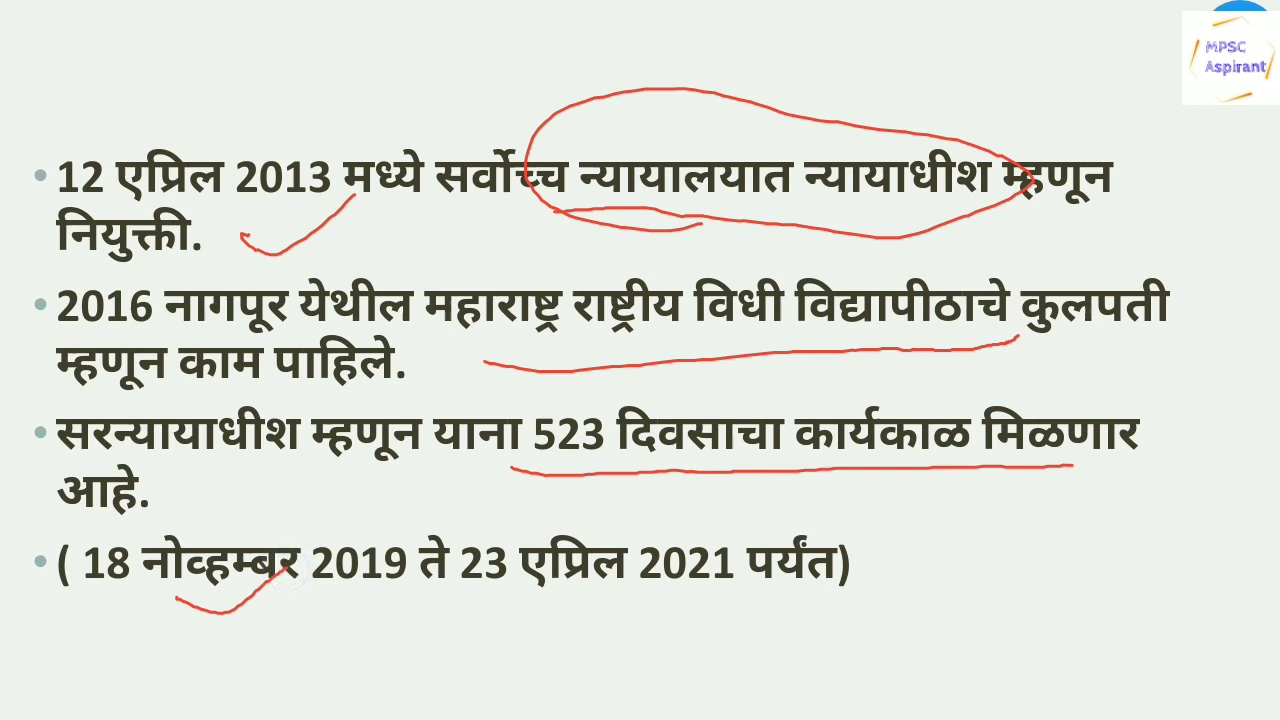 MPSC
Aspirant
• 12 एप्रिल 2013 मध्ये सर्वोच्च न्यायालयात न्यायाधीश म्हणून
नियुक्ती.
• 2016 नागपूर येथील महाराष्ट्र राष्ट्रीय विधी विद्यापीठाचे कुलपती
म्हणून काम पाहिले.
• सरन्यायाधीश म्हणून याना 523 दिवसाचा कार्यकाळ मिळणार
आहे.
• ( 18 नोव्हम्बर 2019 ते 23 एप्रिल 2021 पर्यंत)